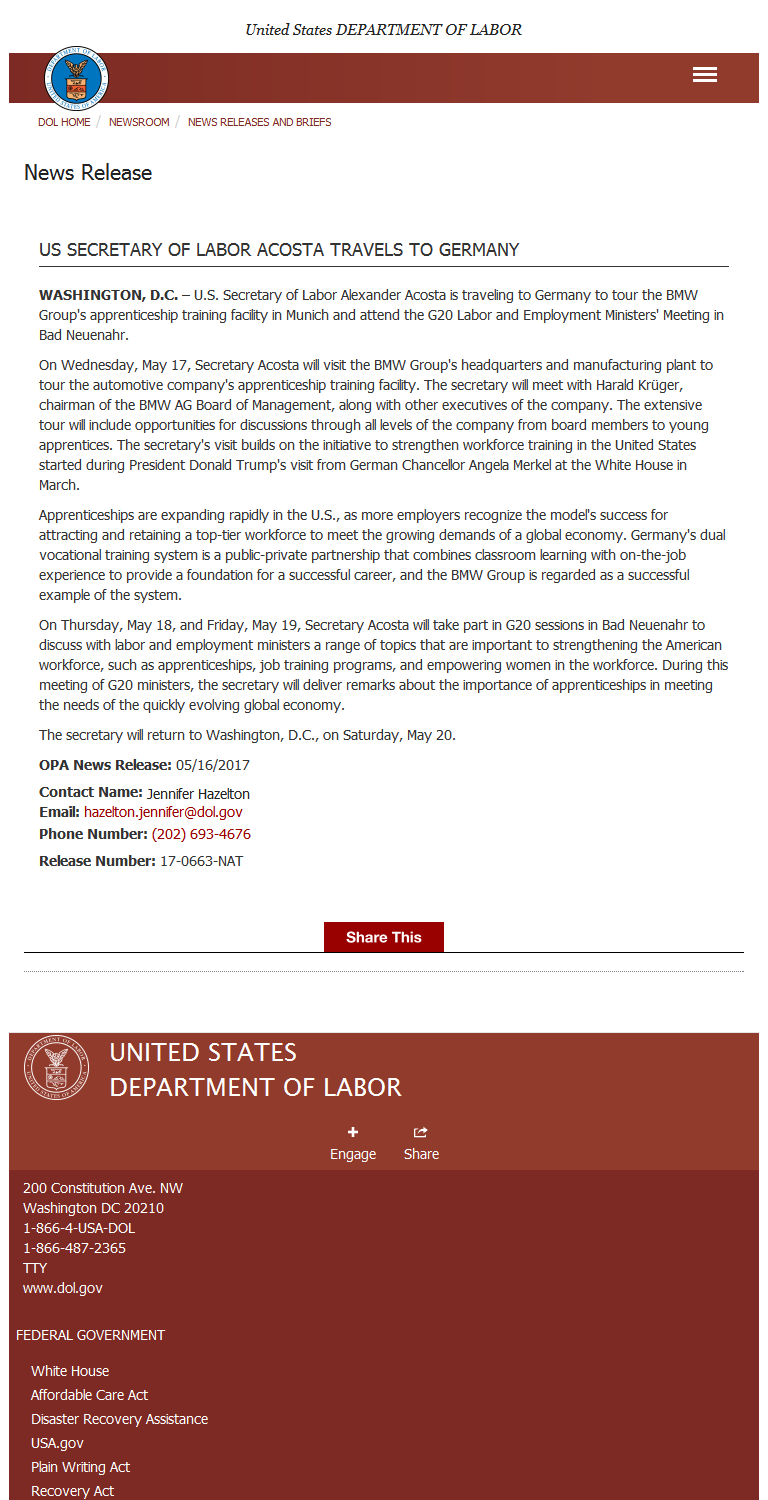 United States DEPARTMENT OF LABOR
DOL HOME / NEWSROOM / NEWS RELEASES AND BRIEFS
News Release
US SECRETARY OF LABOR ACOSTA TRAVELS TO GERMANY
WASHINGTON, D.C. – U.S. Secretary of Labor Alexander Acosta is traveling to Germany to tour the BMW
Group's apprenticeship training facility in Munich and attend the G20 Labor and Employment Ministers' Meeting in
Bad Neuenahr.
On Wednesday, May 17, Secretary Acosta will visit the BMW Group's headquarters and manufacturing plant to
tour the automotive company's apprenticeship training facility. The secretary will meet with Harald Krüger,
chairman of the BMW AG Board of Management, along with other executives of the company. The extensive
tour will include opportunities for discussions through all levels of the company from board members to young
apprentices. The secretary's visit builds on the initiative to strengthen workforce training in the United States
started during President Donald Trump's visit from German Chancellor Angela Merkel at the White House in
March.
Apprenticeships are expanding rapidly in the U.S., as more employers recognize the model's success for
attracting and retaining a top-tier workforce to meet the growing demands of a global economy. Germany's dual
vocational training system is a public-private partnership that combines classroom learning with on-the-job
experience to provide a foundation for a successful career, and the BMW Group is regarded as a successful
example of the system.
On Thursday, May 18, and Friday, May 19, Secretary Acosta will take part in G20 sessions in Bad Neuenahr to
discuss with labor and employment ministers a range of topics that are important to strengthening the American
workforce, such as apprenticeships, job training programs, and empowering women in the workforce. During this
meeting of G20 ministers, the secretary will deliver remarks about the importance of apprenticeships in meeting
the needs of the quickly evolving global economy.
The secretary will return to Washington, D.C., on Saturday, May 20.
OPA News Release: 05/16/2017
Contact Name: Jennifer Hazelton
Email: hazelton.jennifer@dol.gov
Phone Number: (202) 693-4676
Release Number: 17-0663-NAT
Share This
UNITED STATES
DEPARTMENT OF LABOR
Engage Share
200 Constitution Ave. NW
Washington DC 20210
1-866-4-USA-DOL
1-866-487-2365
TTY
www.dol.gov
FEDERAL GOVERNMENT
White House
Affordable Care Act
Disaster Recovery Assistance
USA.gov
Plain Writing Act
Recovery Act